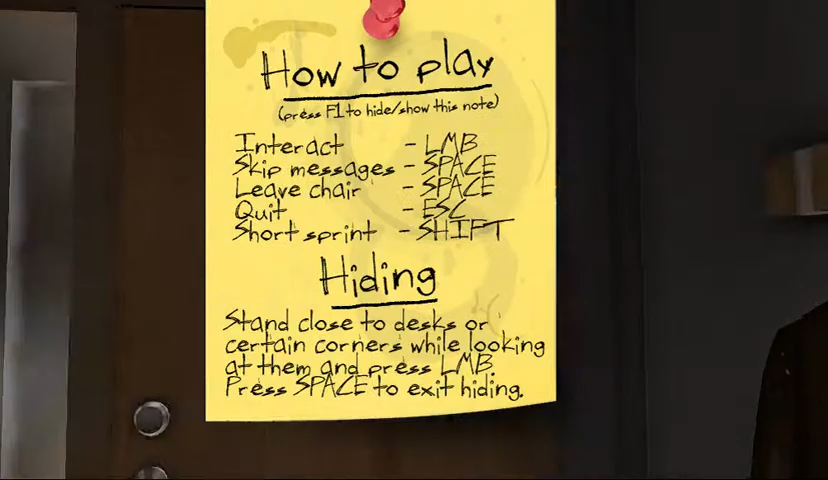 How to play
(press F1 to hide/show this note)
Interact - LMB
Skip messages - SPACE
Leave chair - SPACE
Quit - ESC
Short sprint - SHIFT
Hiding
Stand close to desks or
certain corners while looking
at them and press LMB.
Press SPACE to exit hiding.